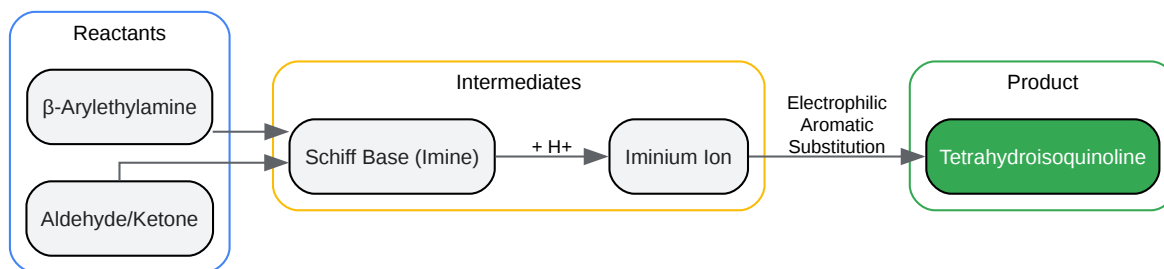 Reactants
β-Arylethylamine
Aldehyde/Ketone
Intermediates
Schiff Base (Imine)
+ H+
Iminium Ion
Electrophilic
Aromatic
Substitution
Product
Tetrahydroisoquinoline